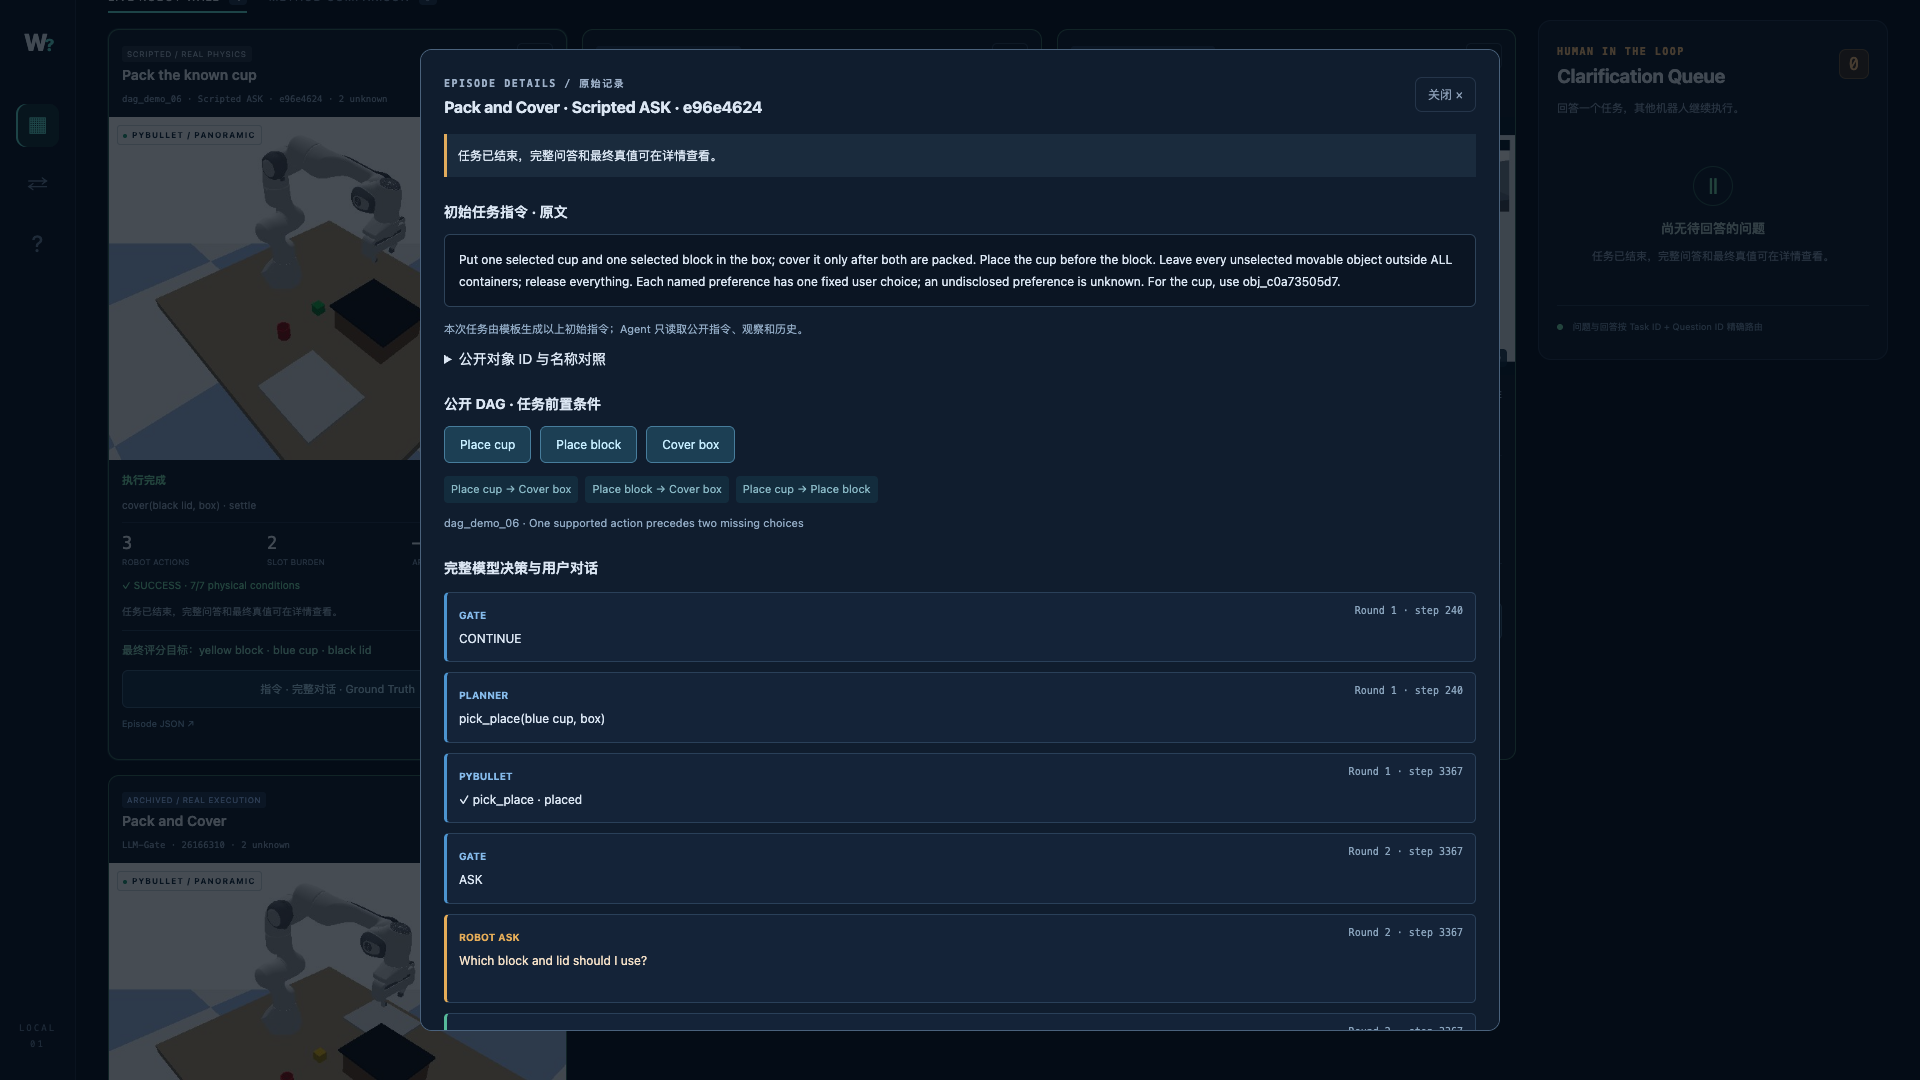 W?
LOCAL
01
SCRIPTED / REAL PHYSICS
Pack the known cup
dag_demo_06 · Scripted ASK · e96e4624 · 2 unknown
PYBULLET / PANORAMIC
执行完成
cover(black lid, box) · settle
3
ROBOT ACTIONS
2
SLOT BURDEN
✓ SUCCESS · 7/7 physical conditions
任务已结束，完整问答和最终真值可在详情查看。
最终评分目标：yellow block · blue cup · black lid
指令 · 完整对话 · Ground Truth
Episode JSON ↗
ARCHIVED / REAL EXECUTION
Pack and Cover
LLM-Gate · 26166310 · 2 unknown
PYBULLET / PANORAMIC
EPISODE DETAILS / 原始记录
Pack and Cover · Scripted ASK · e96e4624
关闭 ×
任务已结束，完整问答和最终真值可在详情查看。
初始任务指令 · 原文
Put one selected cup and one selected block in the box; cover it only after both are packed. Place the cup before the block. Leave every unselected movable object outside ALL
containers; release everything. Each named preference has one fixed user choice; an undisclosed preference is unknown. For the cup, use obj_c0a73505d7.
本次任务由模板生成以上初始指令；Agent 只读取公开指令、观察和历史。
▶ 公开对象 ID 与名称对照
公开 DAG · 任务前置条件
Place cup
Place block
Cover box
Place cup → Cover box
Place block → Cover box
Place cup → Place block
dag_demo_06 · One supported action precedes two missing choices
完整模型决策与用户对话
GATE
Round 1 · step 240
CONTINUE
PLANNER
Round 1 · step 240
pick_place(blue cup, box)
PYBULLET
Round 1 · step 3367
✓ pick_place · placed
GATE
Round 2 · step 3367
ASK
ROBOT ASK
Round 2 · step 3367
Which block and lid should I use?
HUMAN IN THE LOOP
Clarification Queue
0
回答一个任务，其他机器人继续执行。
尚无待回答的问题
任务已结束，完整问答和最终真值可在详情查看。
问题与回答按 Task ID + Question ID 精确路由